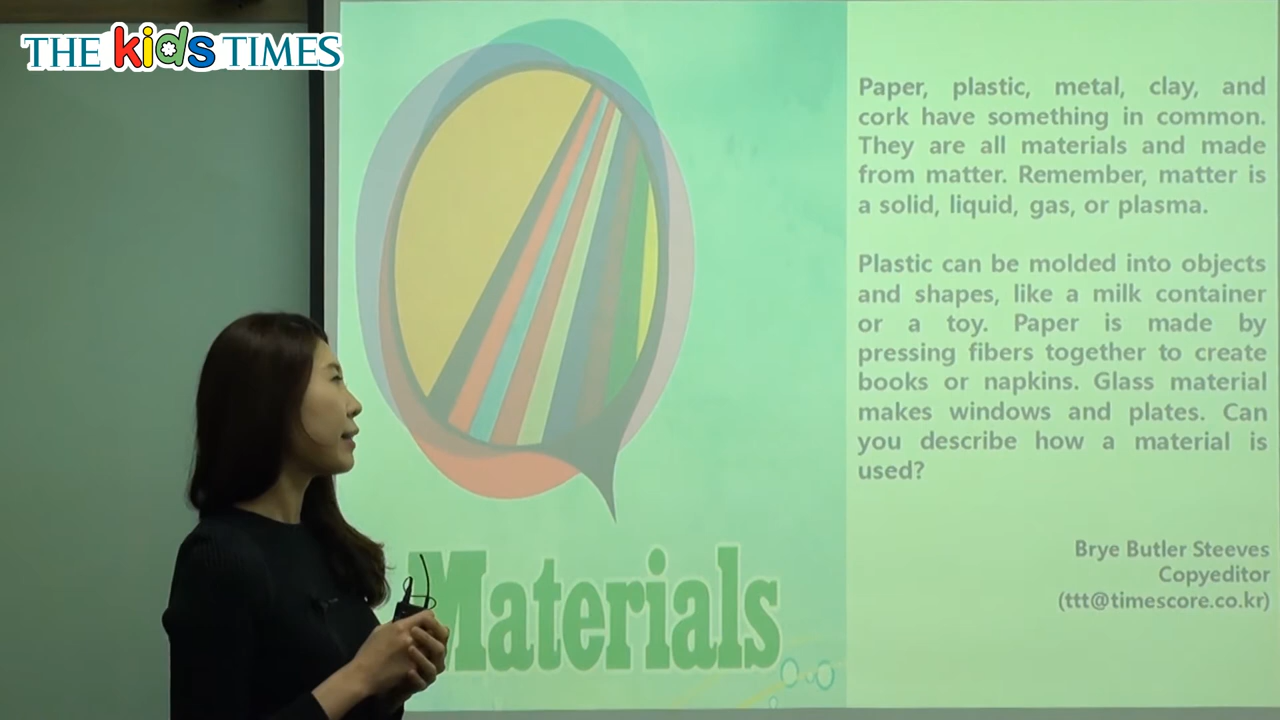 THE kids TIMES
Paper, plastic, metal, clay, and
cork have something in common.
They are all materials and made
from matter. Remember, matter is
a solid, liquid, gas, or plasma.
Plastic can be molded into objects
and shapes, like a milk container
or a toy. Paper is made by
pressing fibers together to create
books or napkins. Glass material
makes windows and plates. Can
you describe how a material is
used?
Brye Butler Steeves
Copyeditor
(ttt@timescore.co.kr)
Materials